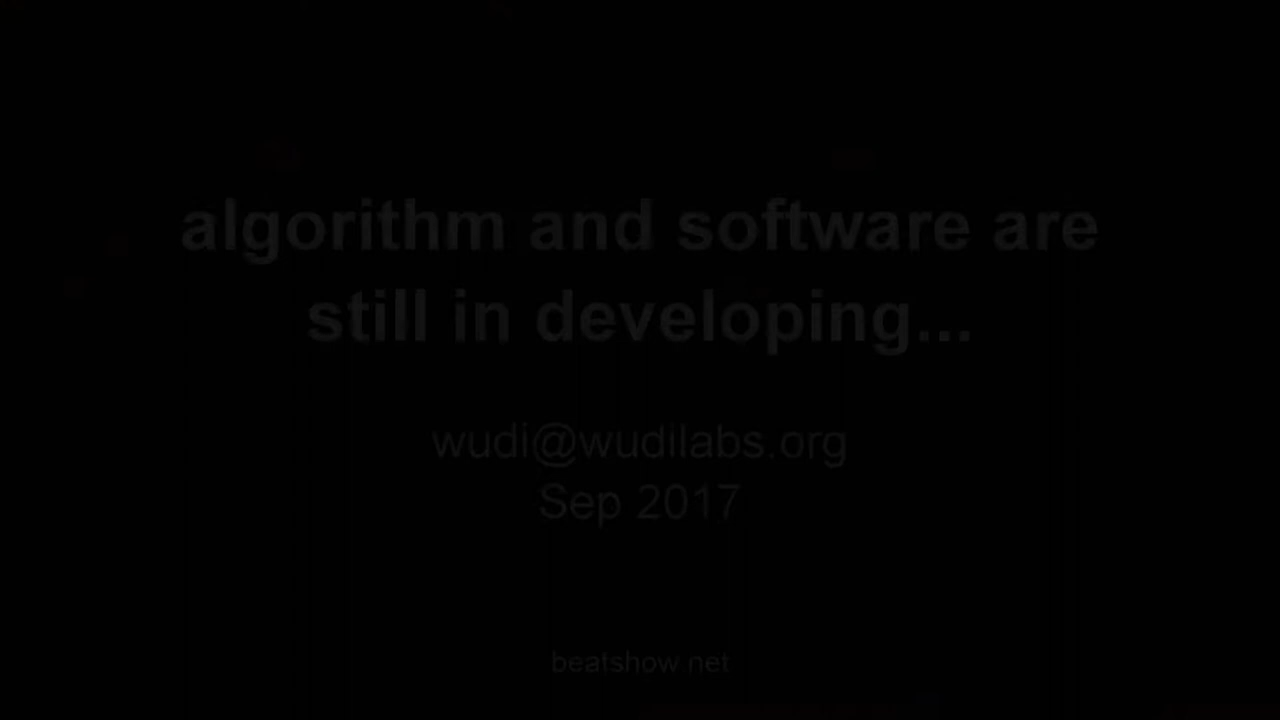 algorithm and software are
still in developing...
wudi@wudilabs.org
Sep 2017
beatshow.net